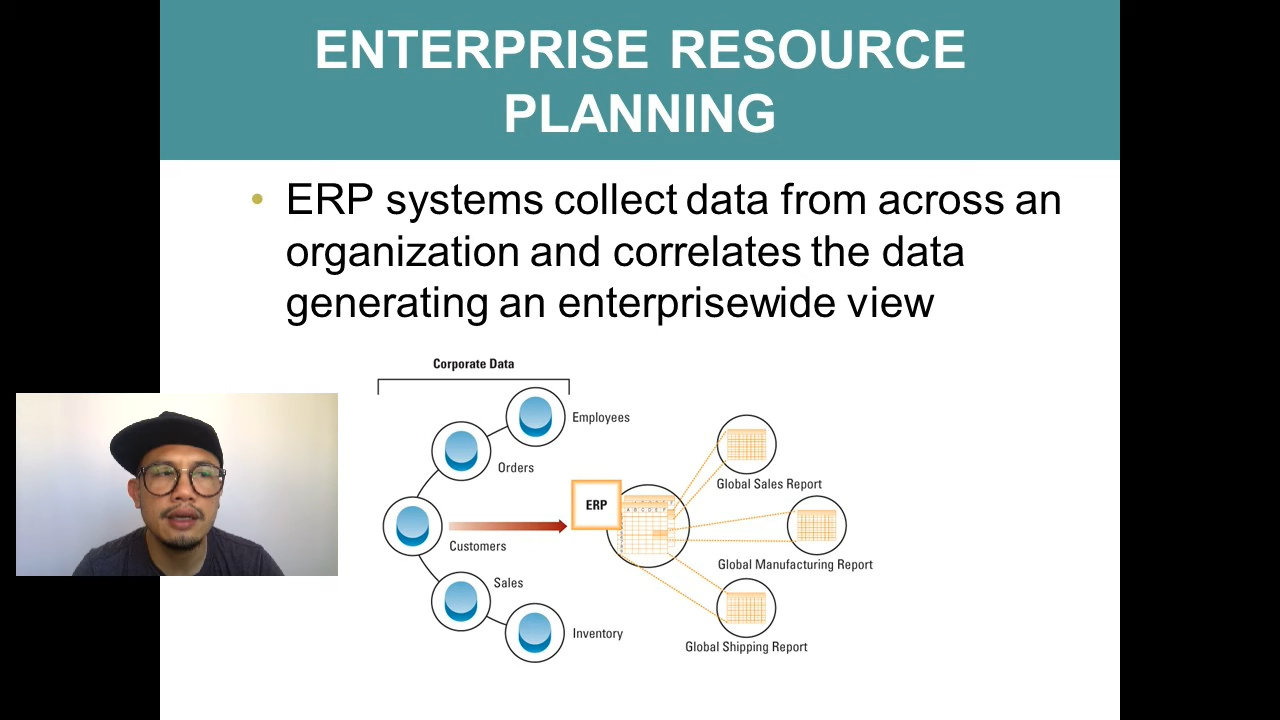 ENTERPRISE RESOURCE
PLANNING
• ERP systems collect data from across an
organization and correlates the data
generating an enterprisewide view
Corporate Data
Employees
Orders
Customers
Sales
Inventory
ERP
A B C D E F
Global Sales Report
Global Manufacturing Report
Global Shipping Report